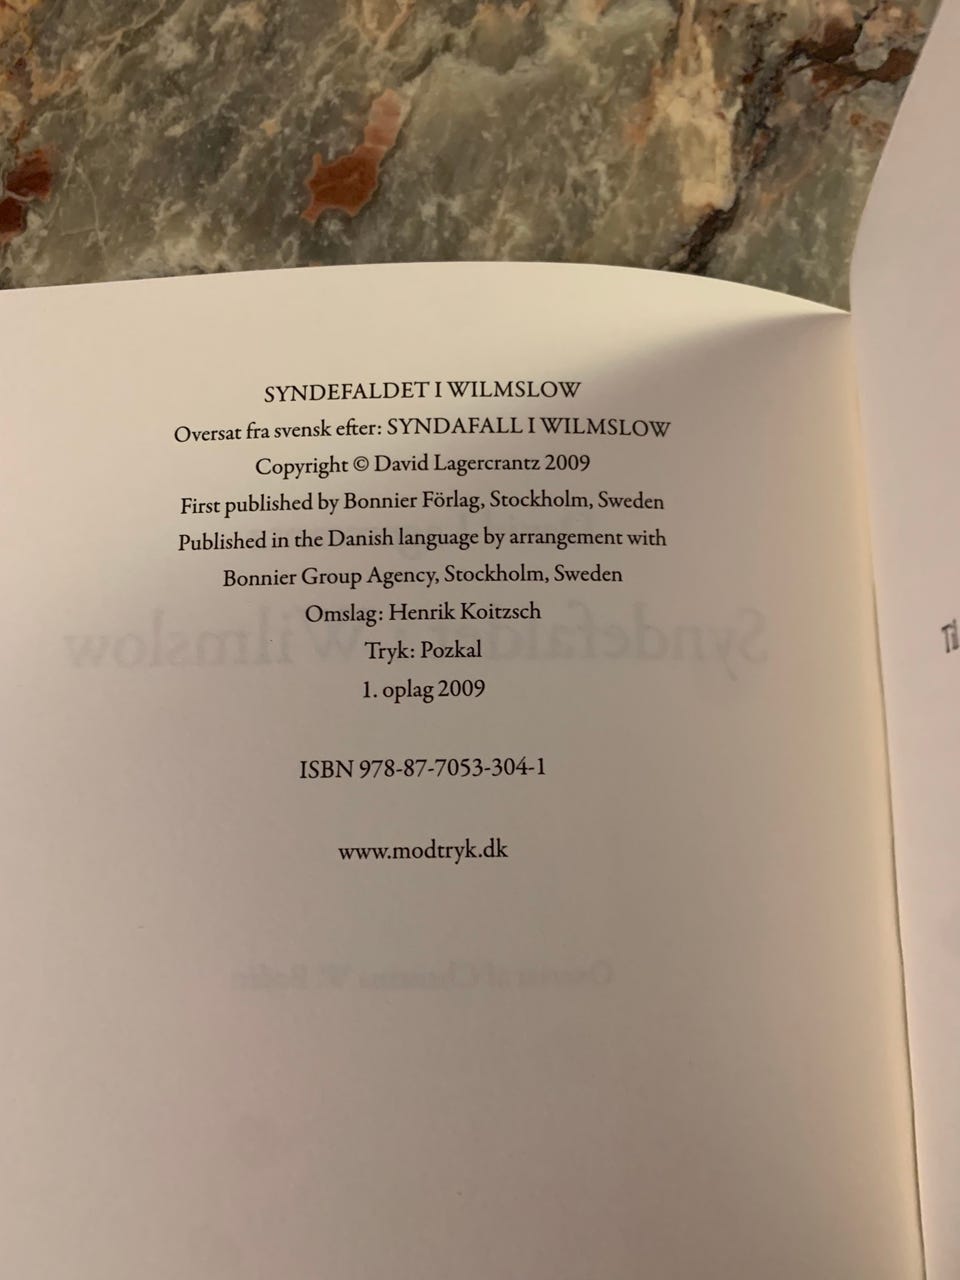 SYNDEFALDET I WILMSLOW
Oversat fra svensk efter: SYNDAFALL I WILMSLOW
Copyright © David Lagercrantz 2009
First published by Bonnier Förlag, Stockholm, Sweden
Published in the Danish language by arrangement with
Bonnier Group Agency, Stockholm, Sweden
Omslag: Henrik Koitzsch
Tryk: Pozkal
1. oplag 2009
ISBN 978-87-7053-304-1
www.modtryk.dk